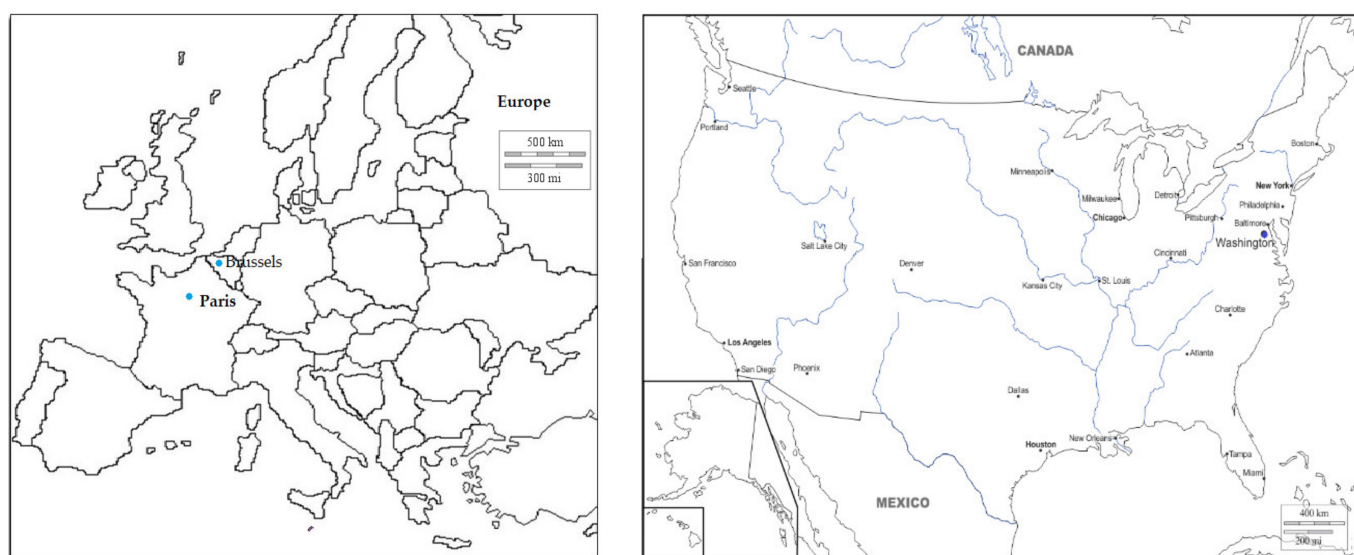 Europe
500 km
300 mi
Brussels
Paris
CANADA
Seattle
Portland
Boston
Minneapolis
Milwaukee
Detroit
New York
Chicago
Pittsburgh
Philadelphia
Baltimore
Washington
Salt Lake City
Cincinnati
San Francisco
Denver
Kansas City
St. Louis
Charlotte
Los Angeles
Atlanta
San Diego
Phoenix
Dallas
New Orleans
Houston
Tampa
Miami
MEXICO
400 km
200 mi